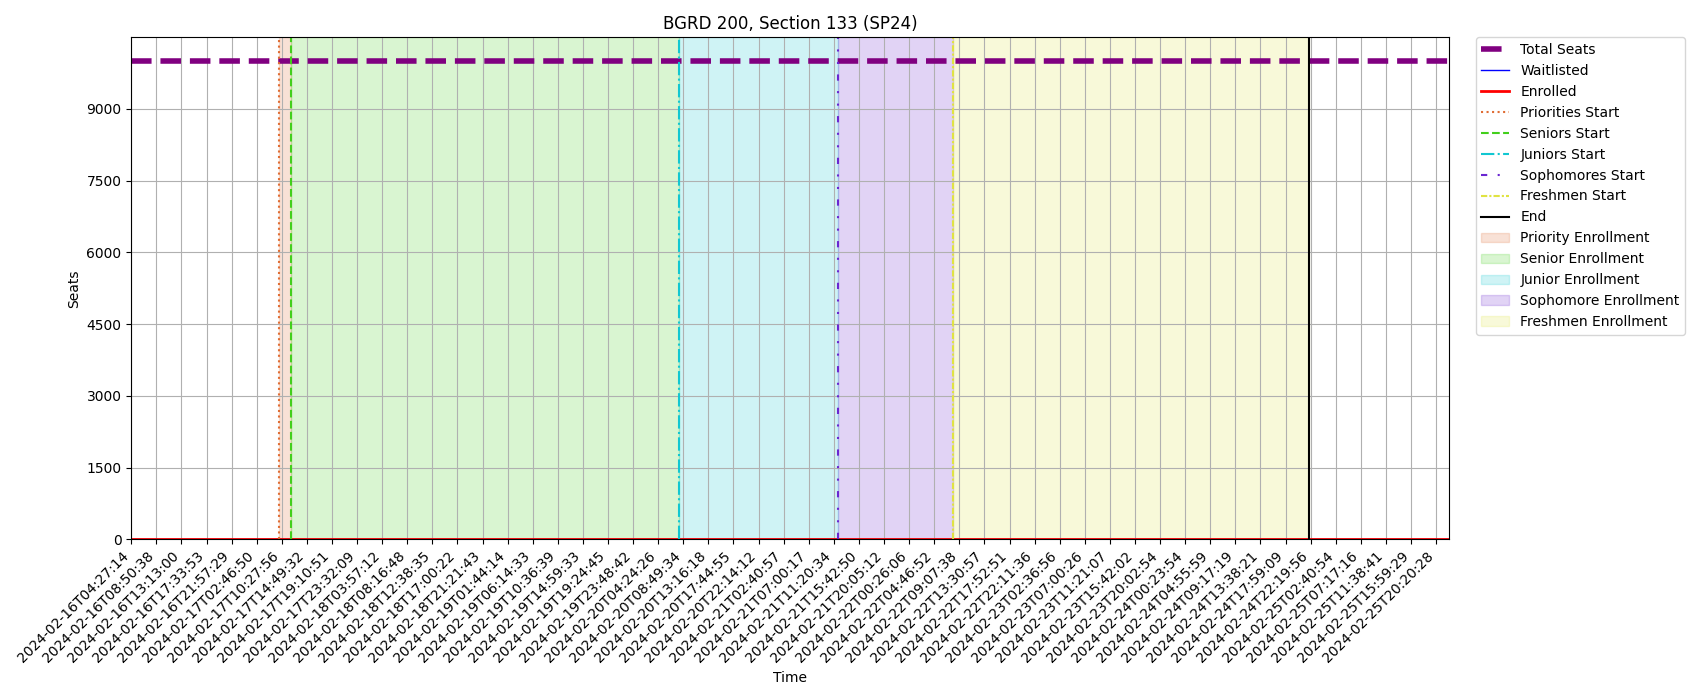 BGRD 200, Section 133 (SP24)
Seats
9000
7500
6000
4500
3000
1500
0
2024-02-16T04:27:14
2024-02-16T08:50:38
2024-02-16T13:13:00
2024-02-16T17:33:53
2024-02-16T21:57:29
2024-02-17T02:46:50
2024-02-17T10:27:56
2024-02-17T14:49:32
2024-02-17T19:10:51
2024-02-17T23:32:09
2024-02-18T03:57:12
2024-02-18T08:16:48
2024-02-18T12:38:35
2024-02-18T17:00:22
2024-02-18T21:21:43
2024-02-19T01:44:14
2024-02-19T06:14:33
2024-02-19T10:36:39
2024-02-19T14:59:33
2024-02-19T19:24:45
2024-02-19T23:48:42
2024-02-20T04:24:26
2024-02-20T08:49:34
2024-02-20T13:16:18
2024-02-20T17:44:55
2024-02-20T22:14:12
2024-02-21T02:40:57
2024-02-21T07:00:17
2024-02-21T11:20:34
2024-02-21T15:42:50
2024-02-21T20:05:12
2024-02-22T00:26:06
2024-02-22T04:46:52
2024-02-22T09:07:38
2024-02-22T13:30:57
2024-02-22T17:52:51
2024-02-22T22:11:36
2024-02-23T02:36:56
2024-02-23T07:00:26
2024-02-23T11:21:07
2024-02-23T15:42:02
2024-02-23T20:02:54
2024-02-24T00:23:54
2024-02-24T04:55:59
2024-02-24T09:17:19
2024-02-24T13:38:21
2024-02-24T17:59:09
2024-02-24T22:19:56
2024-02-25T02:40:54
2024-02-25T07:17:16
2024-02-25T11:38:41
2024-02-25T15:59:29
2024-02-25T20:20:28
Time
Total Seats
Waitlisted
Enrolled
Priorities Start
Seniors Start
Juniors Start
Sophomores Start
Freshmen Start
End
Priority Enrollment
Senior Enrollment
Junior Enrollment
Sophomore Enrollment
Freshmen Enrollment